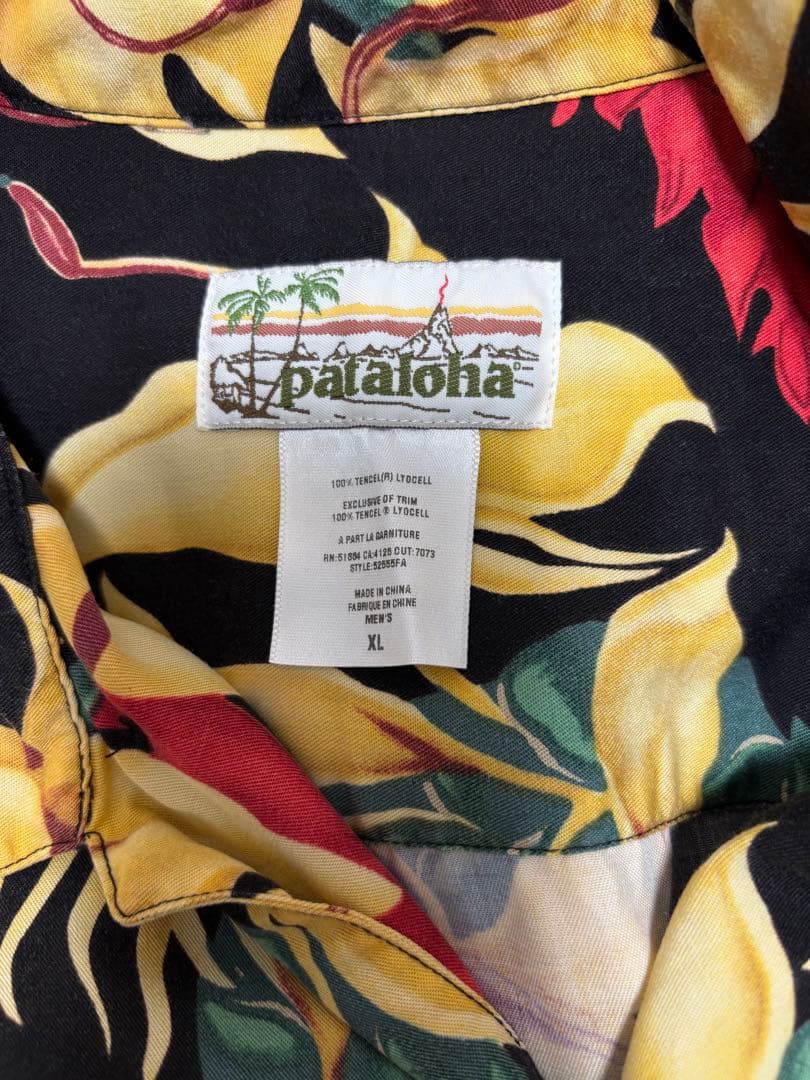 pataloha®
100% TENCEL(R) LYOCELL
EXCLUSIVE OF TRIM
100% TENCEL ® LYOCELL
A PART LA GARNITURE
RN:51884 CA:4125 CUT:7073
STYLE:52555FA
MADE IN CHINA
FABRIQUE EN CHINE
MEN'S
XL